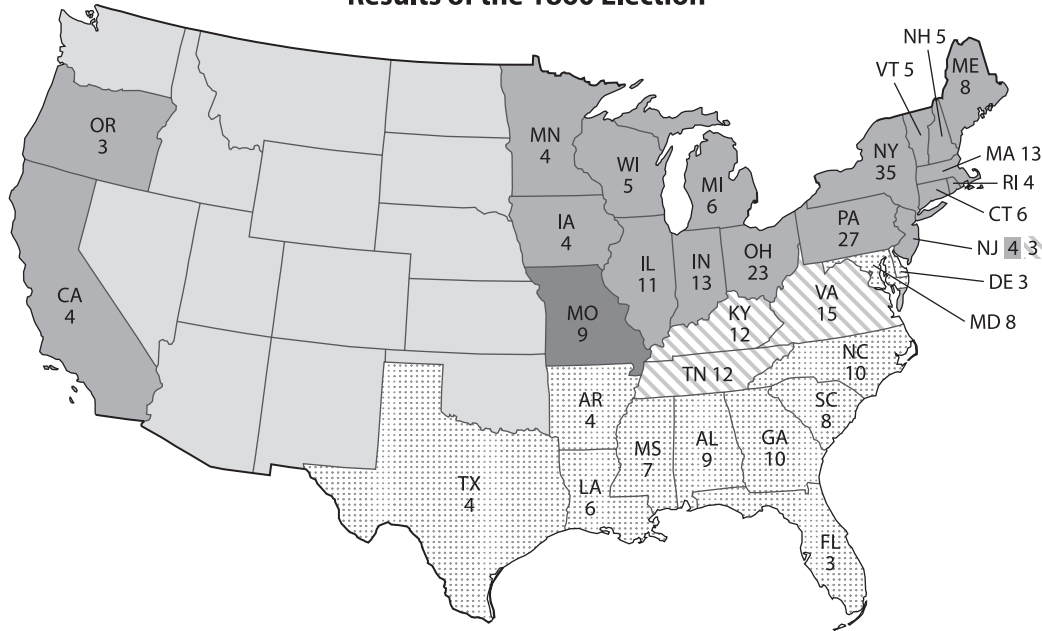 Results of the 1860 Election
NH 5
VT 5
ME
8
OR
3
MN
4
WI
5
MI
6
NY
35
MA 13
RI 4
CT 6
PA
27
NJ 4 3
IA
4
IL
11
IN
13
OH
23
DE 3
MD 8
CA
4
MO
9
KY
12
VA
15
TN 12
NC
10
AR
4
SC
8
MS
7
AL
9
GA
10
TX
4
LA
6
FL
3